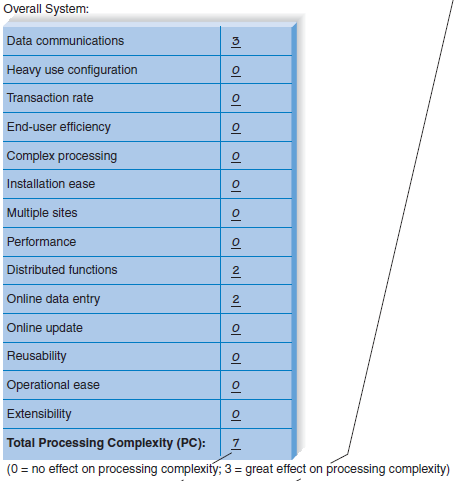 Overall System:
Data communications 3
Heavy use configuration 0
Transaction rate 0
End-user efficiency 0
Complex processing 0
Installation ease 0
Multiple sites 0
Performance 0
Distributed functions 2
Online data entry 2
Online update 0
Reusability 0
Operational ease 0
Extensibility 0
Total Processing Complexity (PC): 7
(0 = no effect on processing complexity; 3 = great effect on processing complexity)